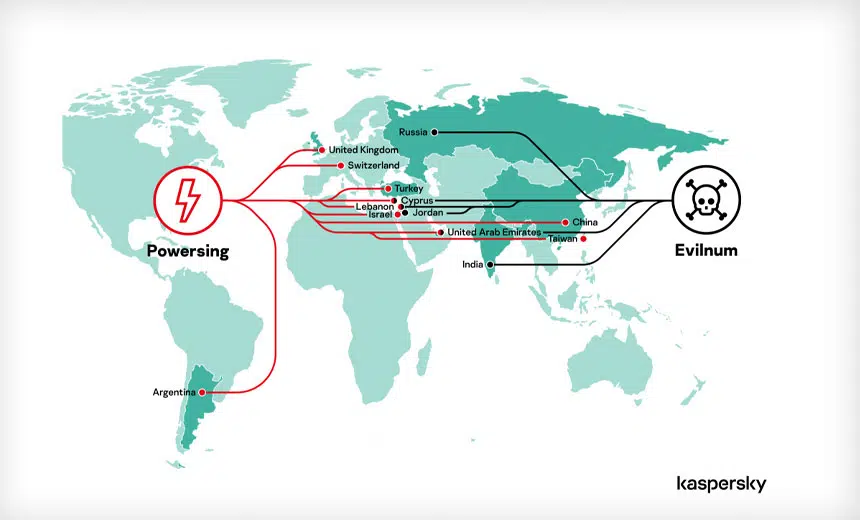 Russia
United Kingdom
Switzerland
Turkey
Cyprus
Lebanon
Israel
Jordan
China
United Arab Emirates
Taiwan
Powersing
Evilnum
India
Argentina
kaspersky